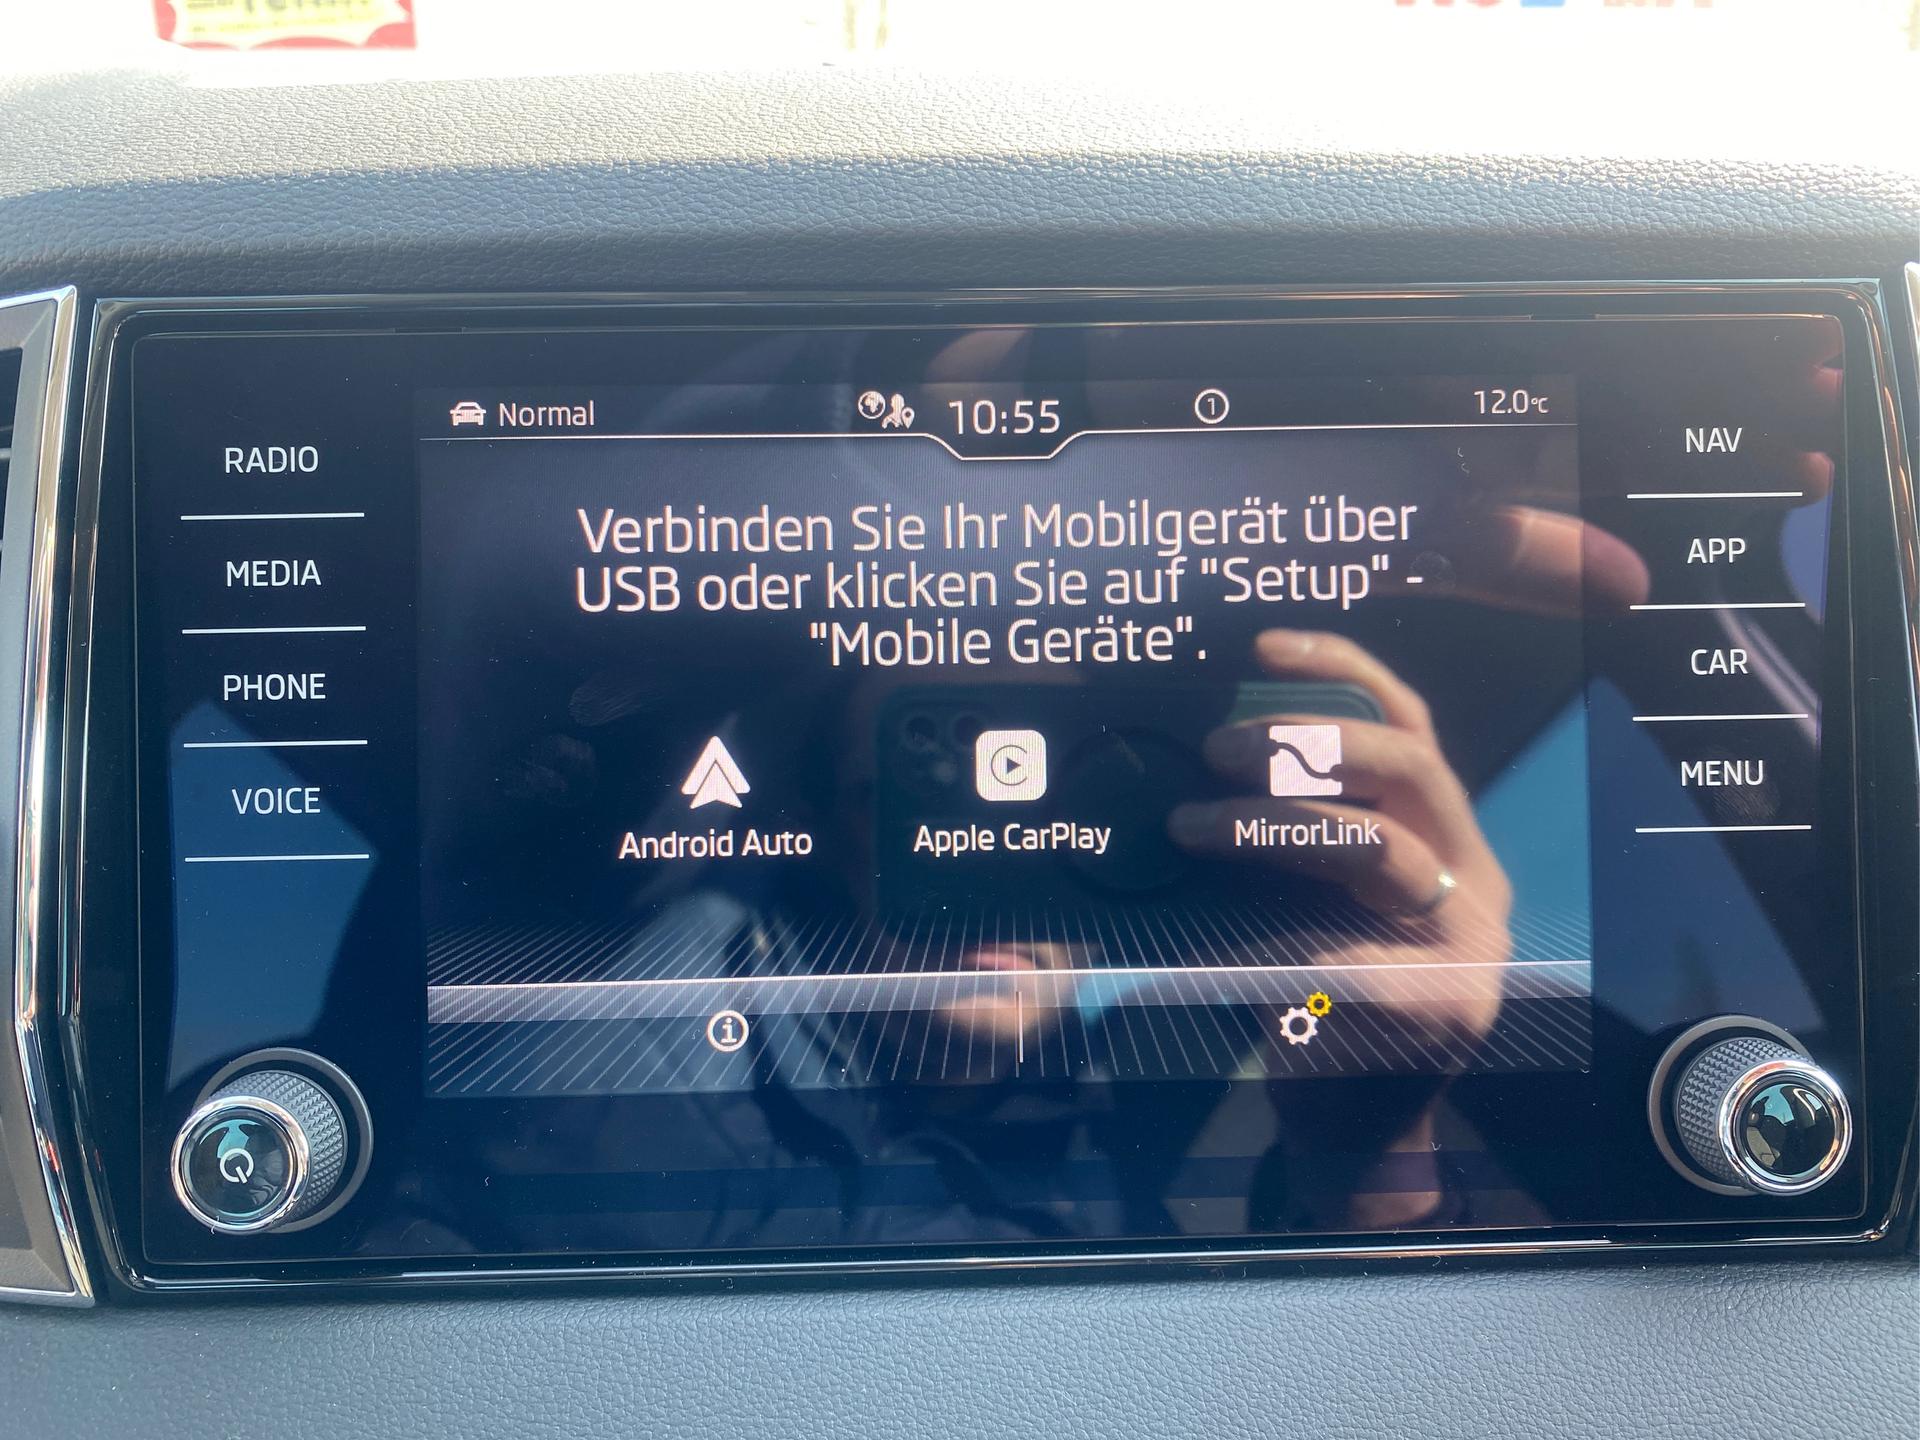 Normal
10:55
1
12.0°C
RADIO
MEDIA
PHONE
VOICE
Verbinden Sie Ihr Mobilgerät über
USB oder klicken Sie auf "Setup" -
"Mobile Geräte".
Android Auto
Apple CarPlay
MirrorLink
i
NAV
APP
CAR
MENU